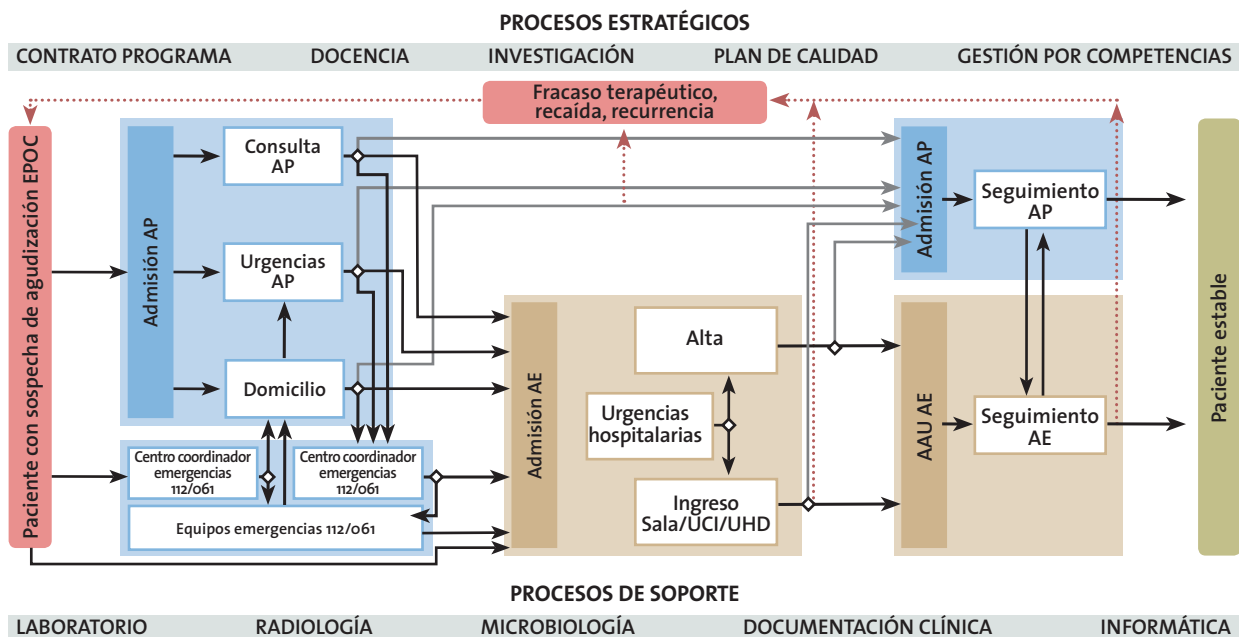 PROCESOS ESTRATÉGICOS
CONTRATO PROGRAMA DOCENCIA INVESTIGACIÓN PLAN DE CALIDAD GESTIÓN POR COMPETENCIAS
Fracaso terapéutico,
recaída, recurrencia
Paciente con sospecha de agudización EPOC
Admisión AP
Consulta
AP
Urgencias
AP
Domicilio
Centro coordinador
emergencias
112/061
Centro coordinador
emergencias
112/061
Equipos emergencias 112/061
Admisión AE
Alta
Urgencias
hospitalarias
Ingreso
Sala/UCI/UHD
Admisión AP
Seguimiento
AP
AAU AE
Seguimiento
AE
Paciente estable
PROCESOS DE SOPORTE
LABORATORIO RADIOLOGÍA MICROBIOLOGÍA DOCUMENTACIÓN CLÍNICA INFORMÁTICA